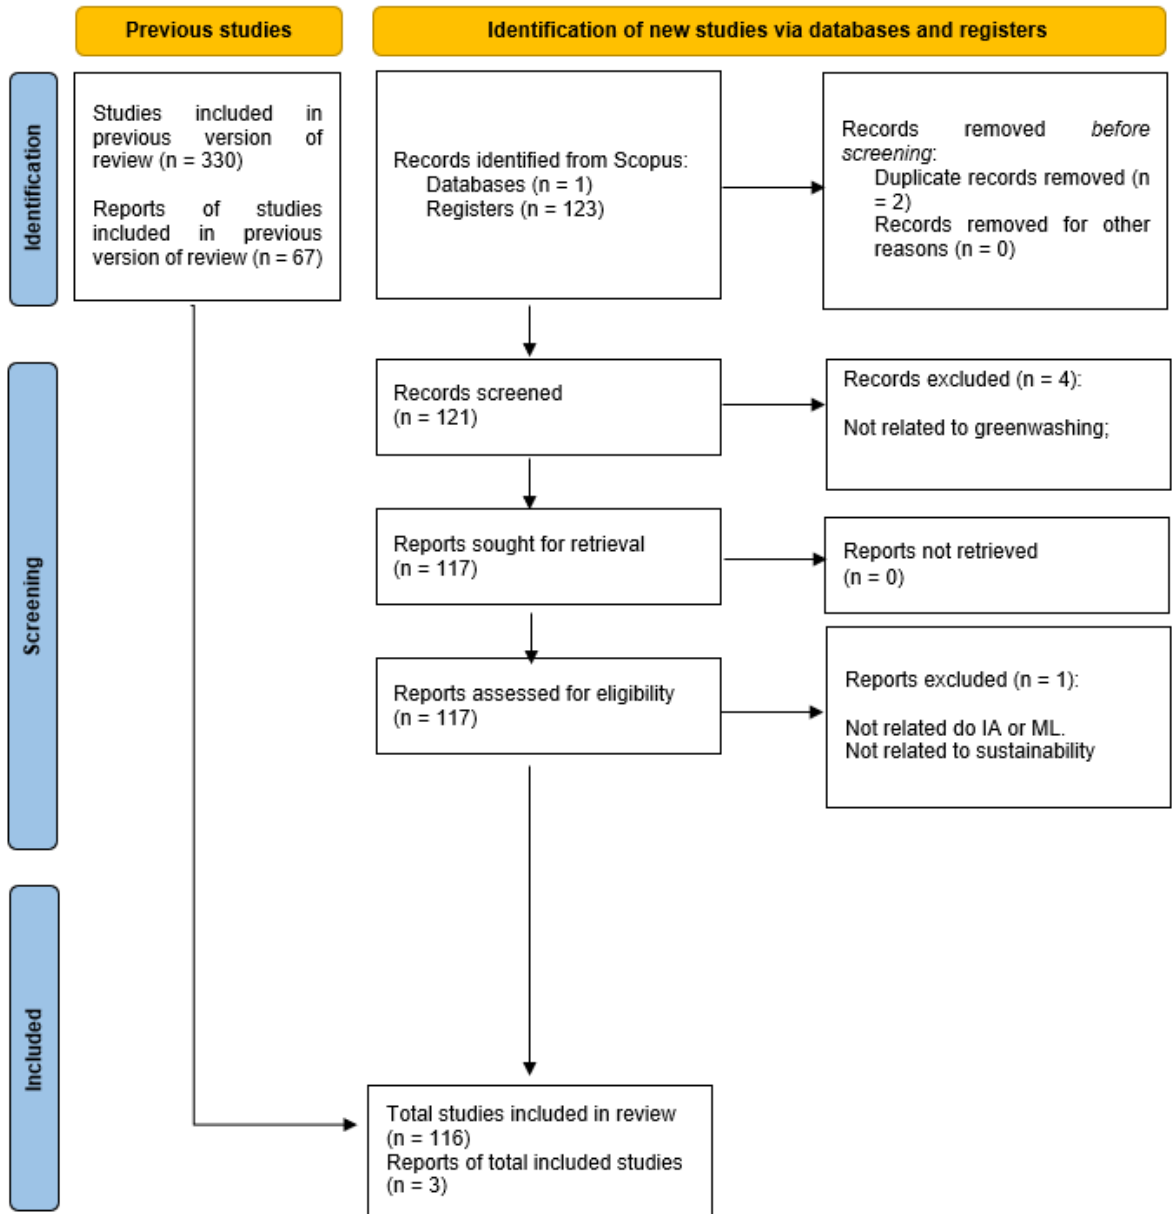 Previous studies
Identification of new studies via databases and registers
Identification
Studies included in
previous version of
review (n = 330)
Reports of studies
included in previous
version of review (n = 67)
Records identified from Scopus:
Databases (n = 1)
Registers (n = 123)
Records removed before
screening:
Duplicate records removed (n
= 2)
Records removed for other
reasons (n = 0)
Screening
Records screened
(n = 121)
Records excluded (n = 4):
Not related to greenwashing;
Reports sought for retrieval
(n = 117)
Reports not retrieved
(n = 0)
Reports assessed for eligibility
(n = 117)
Reports excluded (n = 1):
Not related do IA or ML.
Not related to sustainability
Included
Total studies included in review
(n = 116)
Reports of total included studies
(n = 3)